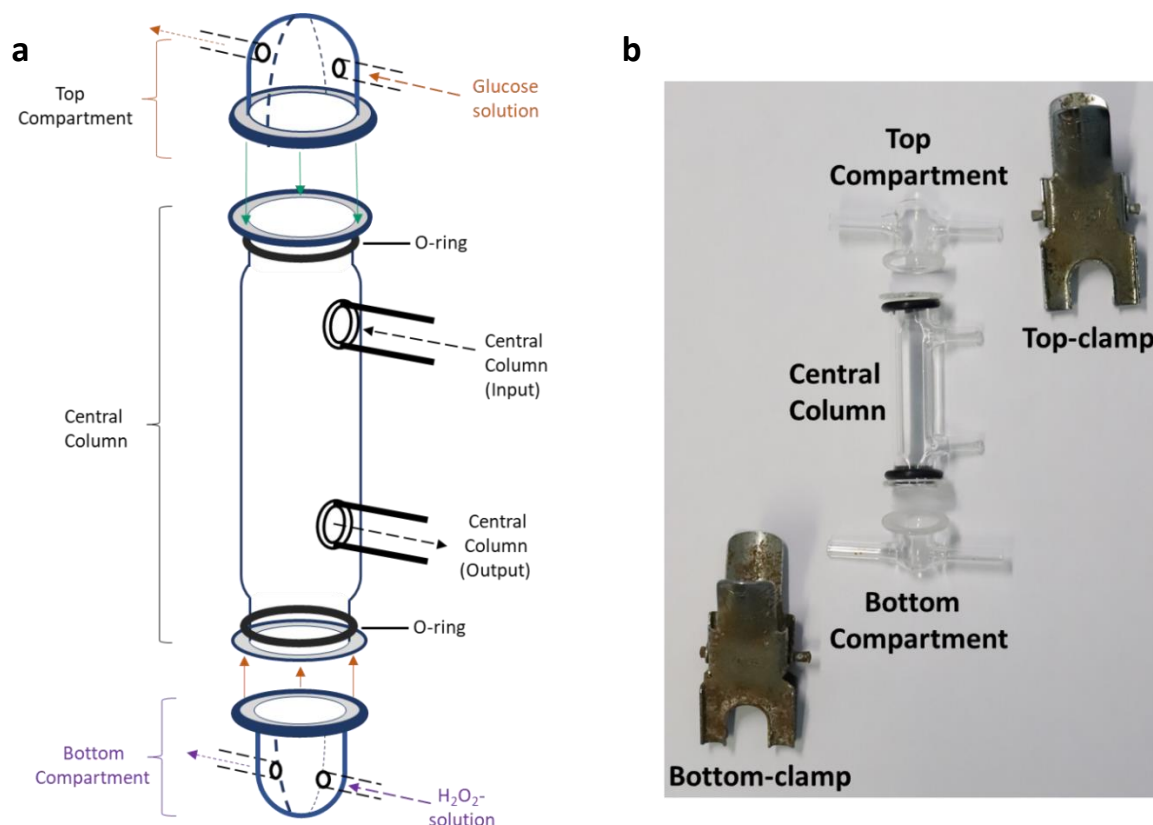 a
Top
Compartment
Glucose
solution
O-ring
Central
Column
(Input)
Central
Column
Central
Column
(Output)
O-ring
Bottom
Compartment
H₂O₂-
solution
b
Top
Compartment
Top-clamp
Central
Column
Bottom
Compartment
Bottom-clamp